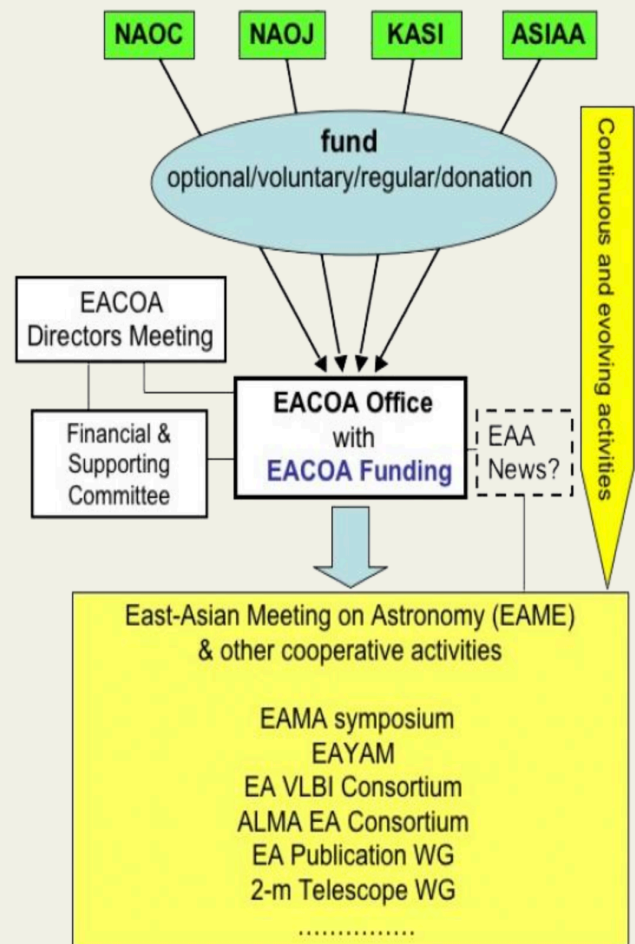 NAOC
NAOJ
KASI
ASIAA
fund
optional/voluntary/regular/donation
Continuous and evolving activities
EACOA
Directors Meeting
Financial &
Supporting
Committee
EACOA Office
with
EACOA Funding
EAA
News?
East-Asian Meeting on Astronomy (EAME)
& other cooperative activities
EAMA symposium
EAYAM
EA VLBI Consortium
ALMA EA Consortium
EA Publication WG
2-m Telescope WG
...............